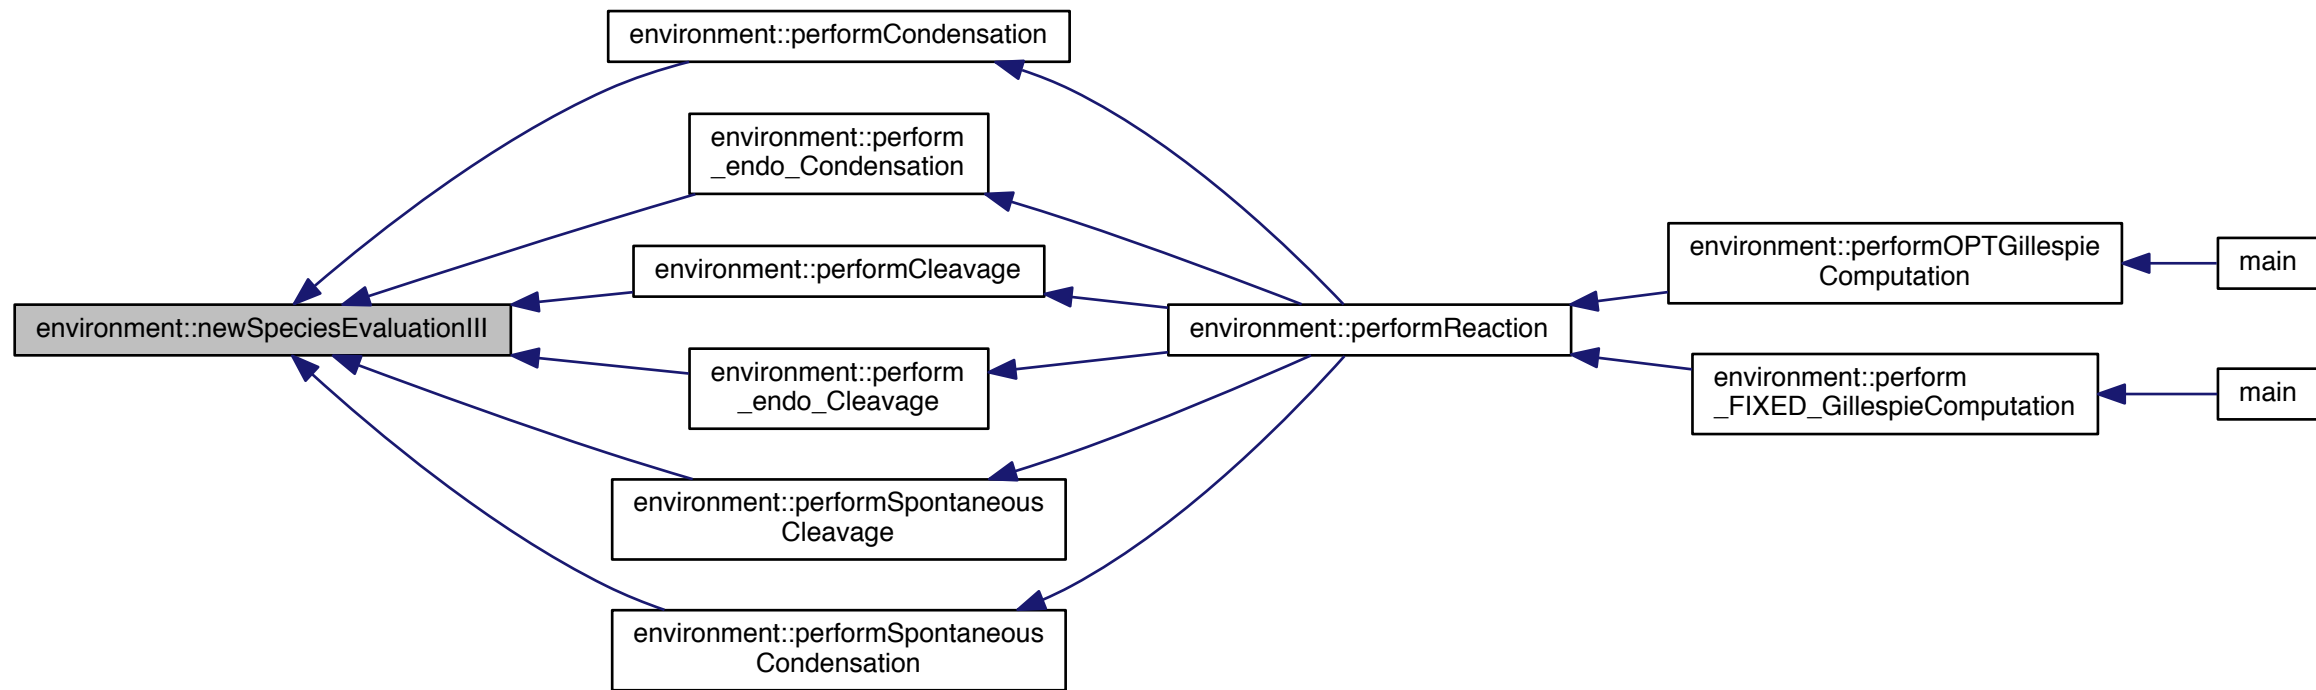 environment::performCondensation
environment::perform
_endo_Condensation
environment::performCleavage
environment::newSpeciesEvaluationIII
environment::perform
_endo_Cleavage
environment::performSpontaneous
Cleavage
environment::performSpontaneous
Condensation
environment::performReaction
environment::performOPTGillespie
Computation
environment::perform
_FIXED_GillespieComputation
main
main